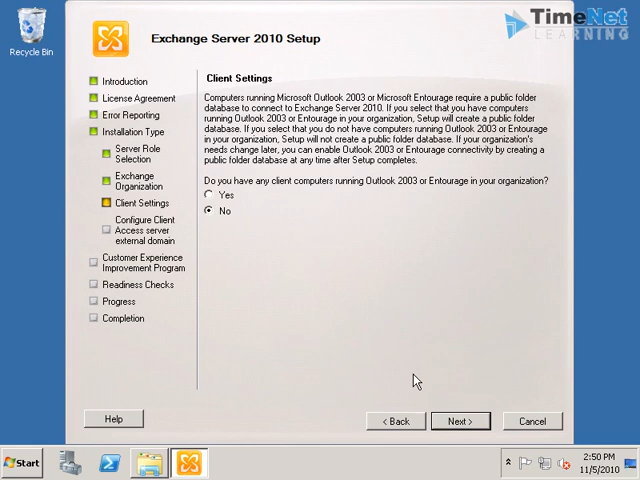 TimeNet
LEARNING
Recycle Bin
Exchange Server 2010 Setup
Introduction
License Agreement
Error Reporting
Installation Type
Server Role
Selection
Exchange
Organization
Client Settings
Configure Client
Access server
external domain
Customer Experience
Improvement Program
Readiness Checks
Progress
Completion
Client Settings
Computers running Microsoft Outlook 2003 or Microsoft Entourage require a public folder
database to connect to Exchange Server 2010. If you select that you have computers
running Outlook 2003 or Entourage in your organization, Setup will create a public folder
database. If you select that you do not have computers running Outlook 2003 or Entourage
in your organization, Setup will not create a public folder database. If your organization's
needs change later, you can enable Outlook 2003 or Entourage connectivity by creating a
public folder database at any time after Setup completes.
Do you have any client computers running Outlook 2003 or Entourage in your organization?
Yes
No
Help
< Back
Next >
Cancel
Start
2:50 PM
11/5/2010